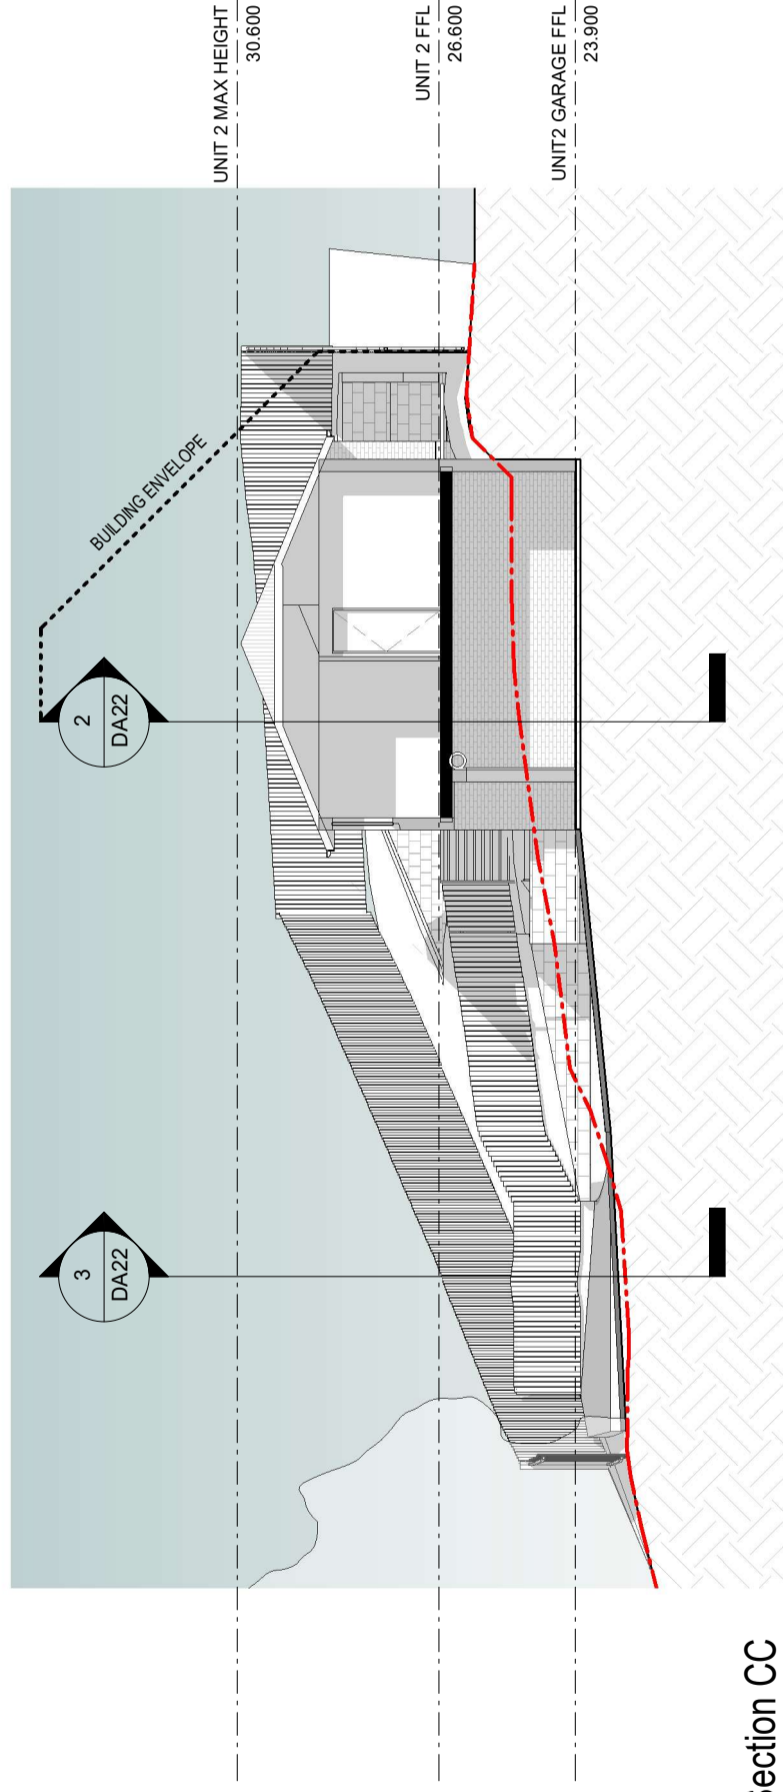 UNIT 2 MAX HEIGHT
30.600
UNIT 2 FFL
26.600
UNIT2 GARAGE FFL
23.900
BUILDING ENVELOPE
2
DA22
3
DA22
Section CC